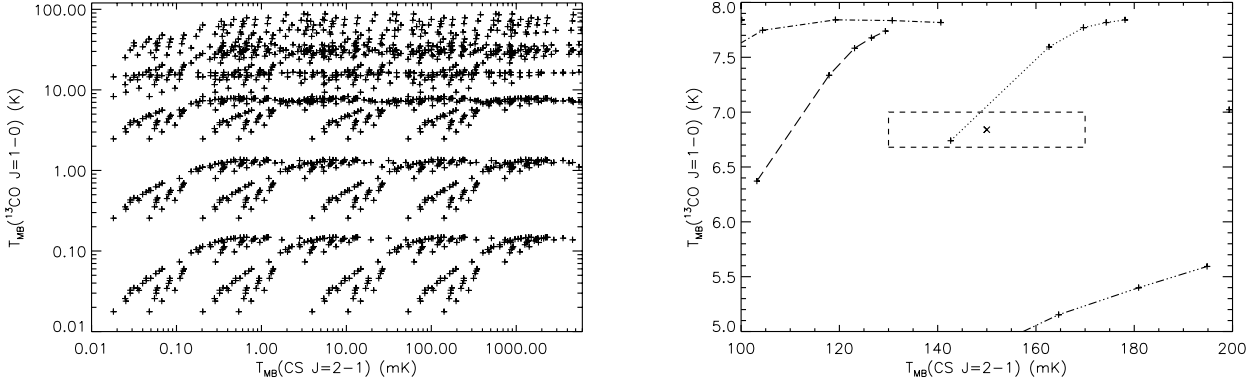 100.00
10.00
1.00
0.10
0.01
T_MB(¹³CO J=1−0) (K)
0.01 0.10 1.00 10.00 100.00 1000.00
T_MB(CS J=2−1) (mK)
8.0
7.5
7.0
6.5
6.0
5.5
5.0
T_MB(¹³CO J=1−0) (K)
100 120 140 160 180 200
T_MB(CS J=2−1) (mK)